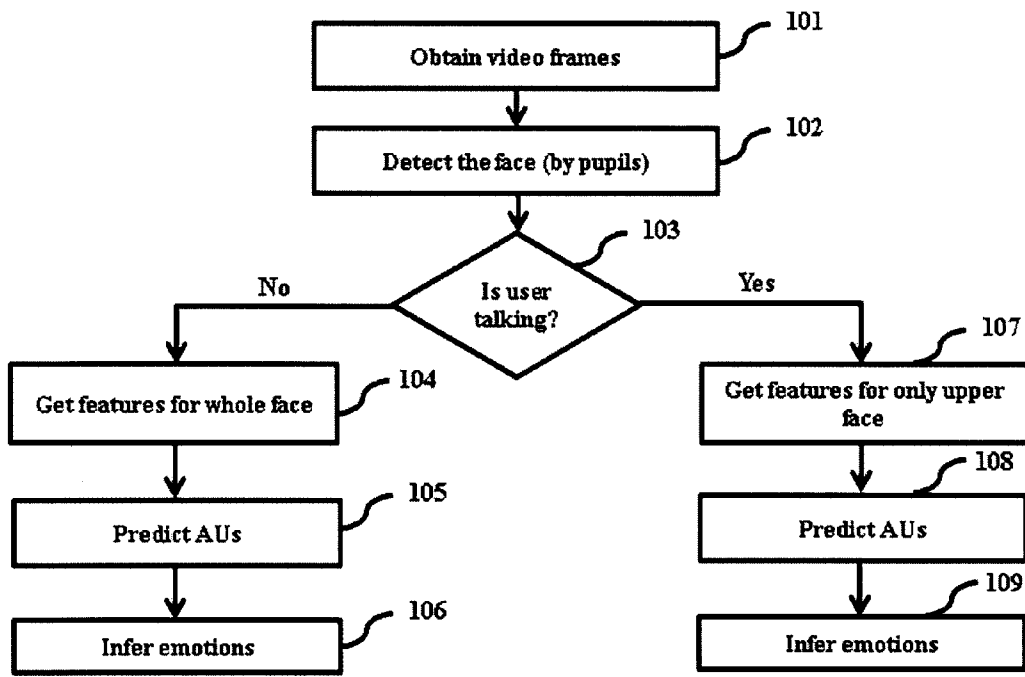 101
Obtain video frames
102
Detect the face (by pupils)
103
Is user
talking?
No
Yes
104
Get features for whole face
105
Predict AUs
106
Infer emotions
107
Get features for only upper
face
108
Predict AUs
109
Infer emotions